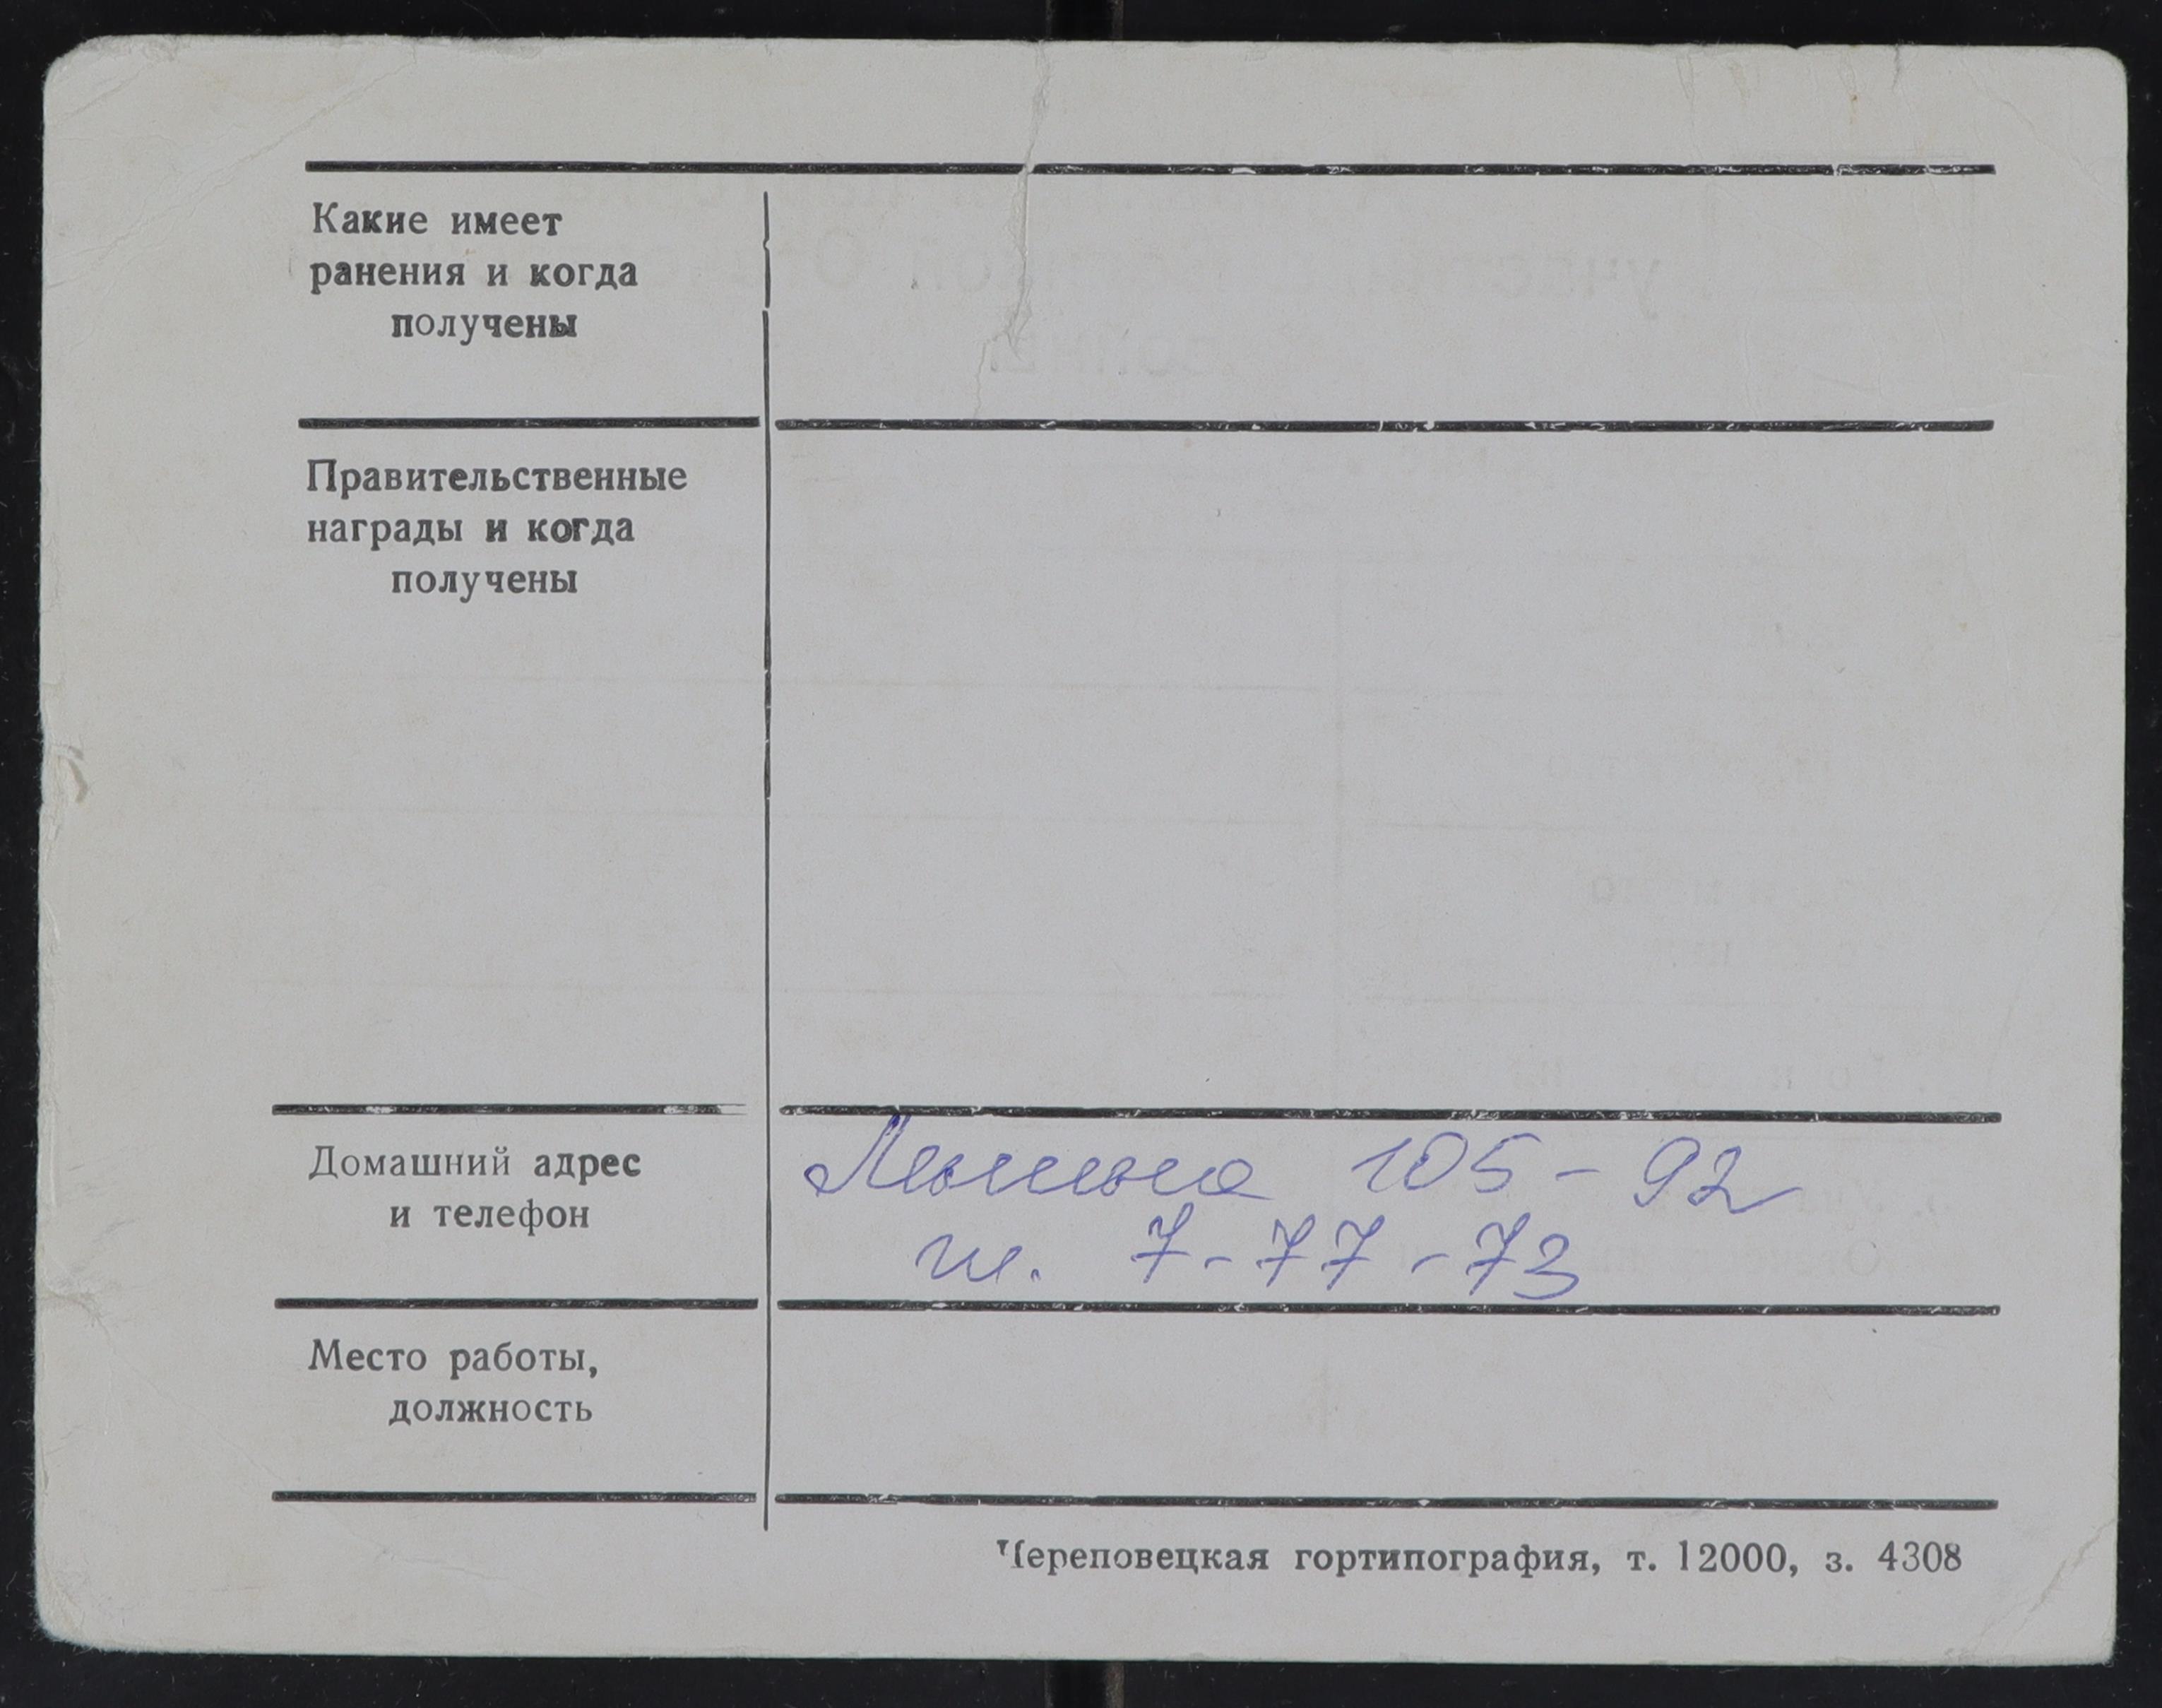 Какие имеет
ранения и когда
получены
Правительственные
награды и когда
получены
Домашний адрес
и телефон
Ленина 105 - 92
т. 7-77-73
Место работы,
должность
Череповецкая гортипография, т. 12000, з. 4308